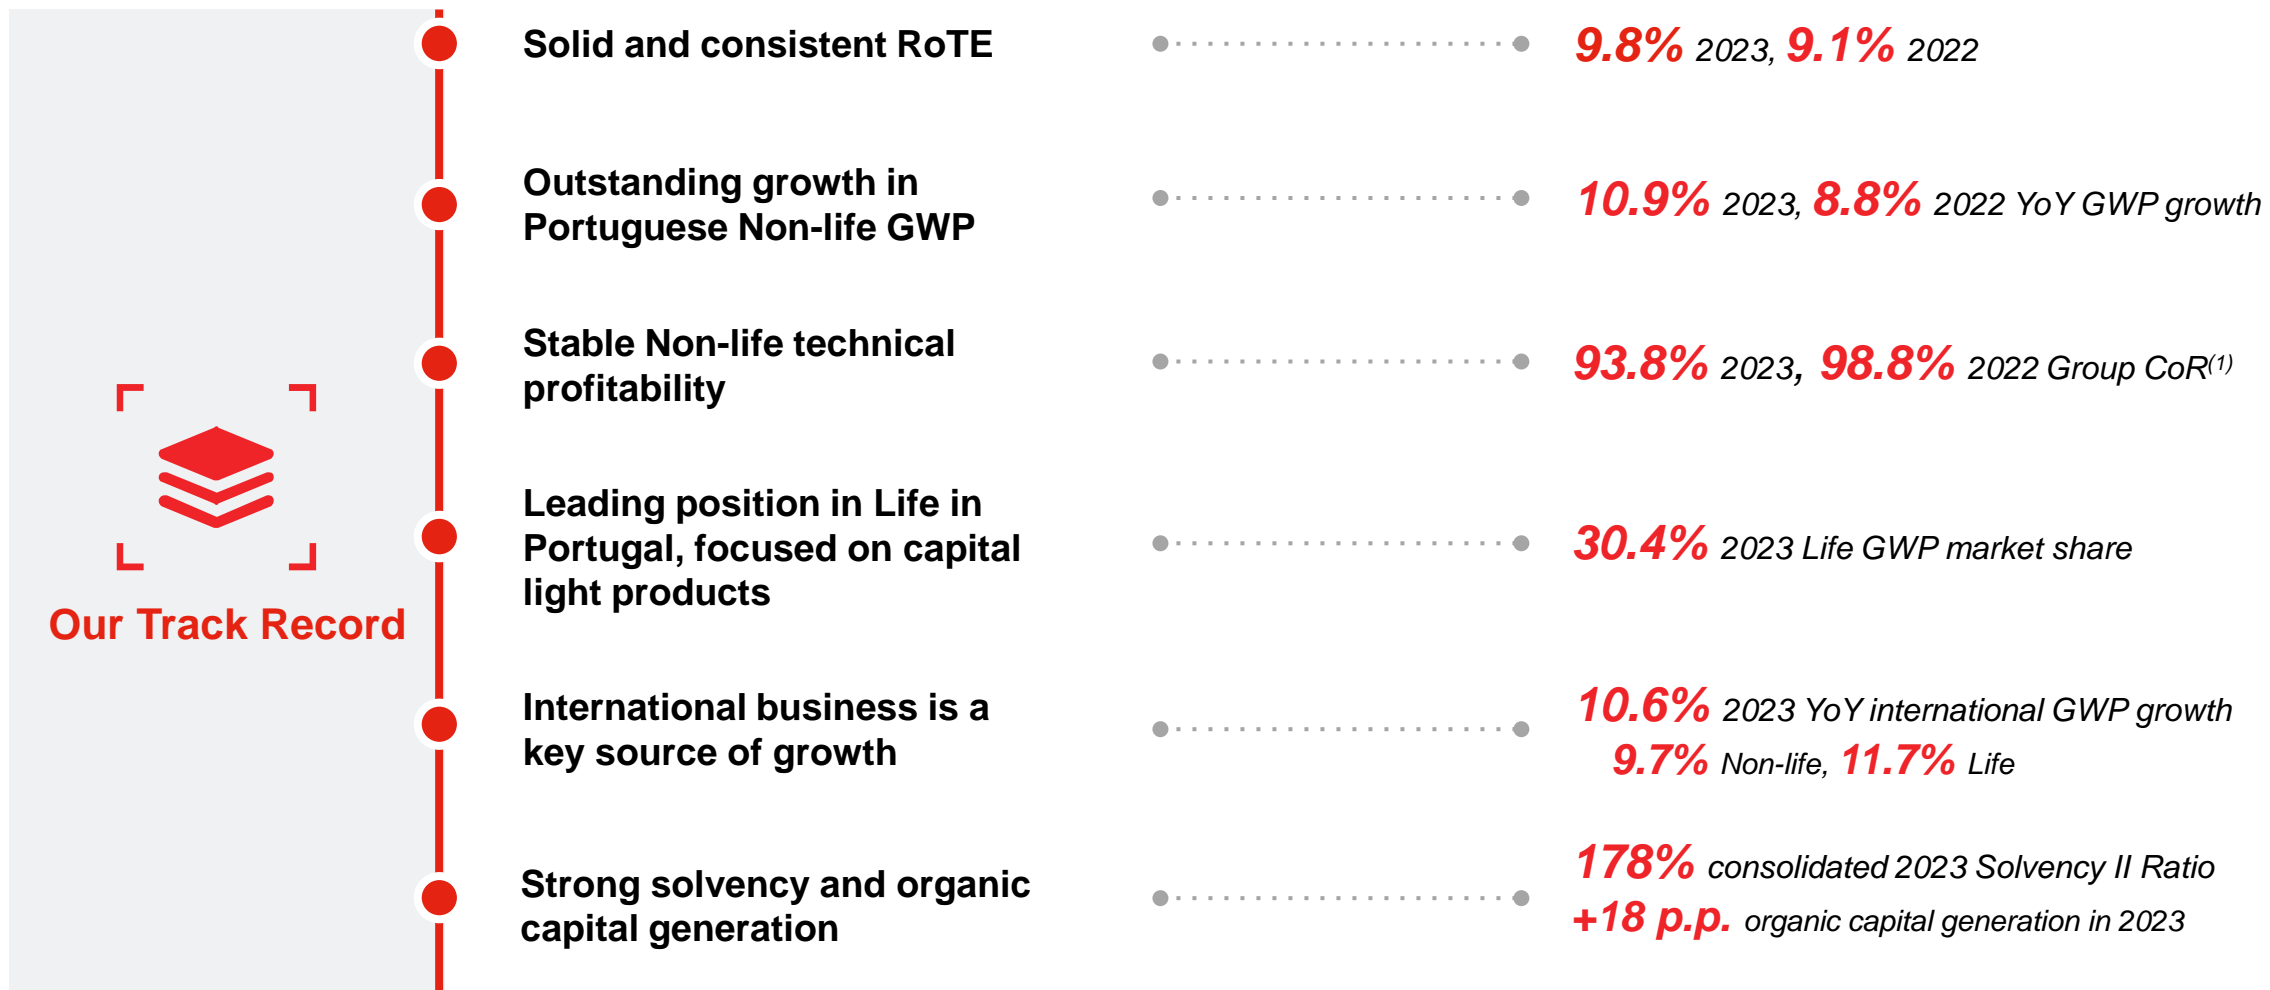 Our Track Record
Solid and consistent RoTE
9.8% 2023, 9.1% 2022
Outstanding growth in
Portuguese Non-life GWP
10.9% 2023, 8.8% 2022 YoY GWP growth
Stable Non-life technical
profitability
93.8% 2023, 98.8% 2022 Group CoR(1)
Leading position in Life in
Portugal, focused on capital
light products
30.4% 2023 Life GWP market share
International business is a
key source of growth
10.6% 2023 YoY international GWP growth
9.7% Non-life, 11.7% Life
Strong solvency and organic
capital generation
178% consolidated 2023 Solvency II Ratio
+18 p.p. organic capital generation in 2023